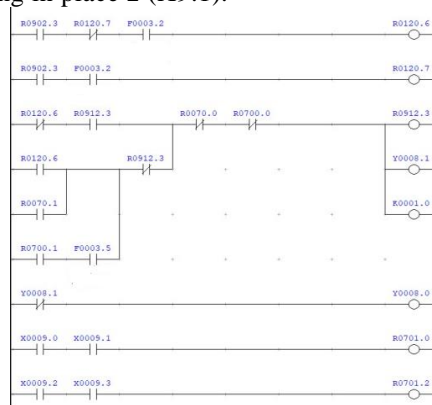 R0902.3 R0120.7 F0003.2 R0120.6
R0902.3 F0003.2 R0120.7
R0120.6 R0912.3 R0070.0 R0700.0 R0912.3
R0120.6 R0912.3 Y0008.1
R0070.1 K0001.0
R0700.1 F0003.5
Y0008.1 Y0008.0
X0009.0 X0009.1 R0701.0
X0009.2 X0009.3 R0701.2